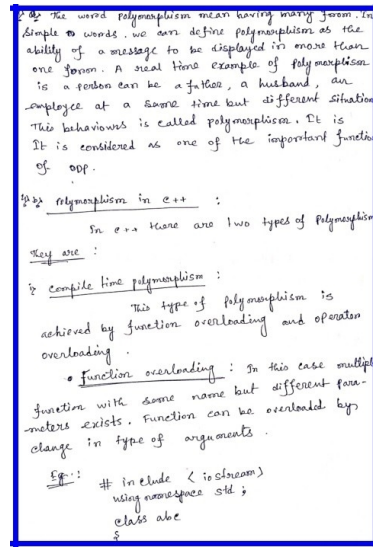 The word Polymorphism mean having many form. In
Simple words, we can define polymorphism as the
ability of a message to be displayed in more than
one form. A real time example of polymorphism
is a person can be a father, a husband, an
employee at a same time but different situation
This behaviours is called polymorphism. It is
It is considered as one of the important functio
of OOP.
Polymorphism in c++ :
In c++ there are two types of Polymorphism
They are :
i) compile time polymorphism :
This type of polymorphism is
achieved by function overloading and operator
overloading.
• function overloading : In this case multiple
function with same name but different para-
meters exists. Function can be overloaded by
change in type of arguments.
Eg.: # include <iostream>
using namespace std ;
class abc
{